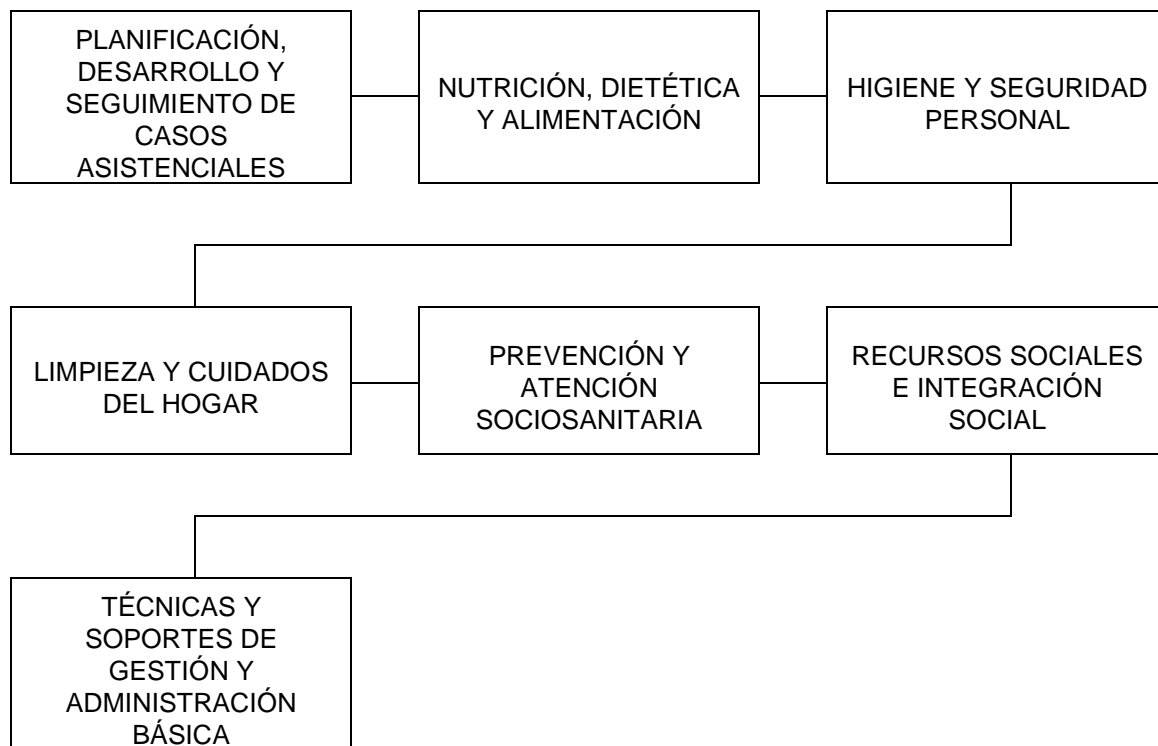 PLANIFICACIÓN,
DESARROLLO Y
SEGUIMIENTO DE
CASOS
ASISTENCIALES
NUTRICIÓN, DIETÉTICA
Y ALIMENTACIÓN
HIGIENE Y SEGURIDAD
PERSONAL
LIMPIEZA Y CUIDADOS
DEL HOGAR
PREVENCIÓN Y
ATENCIÓN
SOCIOSANITARIA
RECURSOS SOCIALES
E INTEGRACIÓN
SOCIAL
TÉCNICAS Y
SOPORTES DE
GESTIÓN Y
ADMINISTRACIÓN
BÁSICA